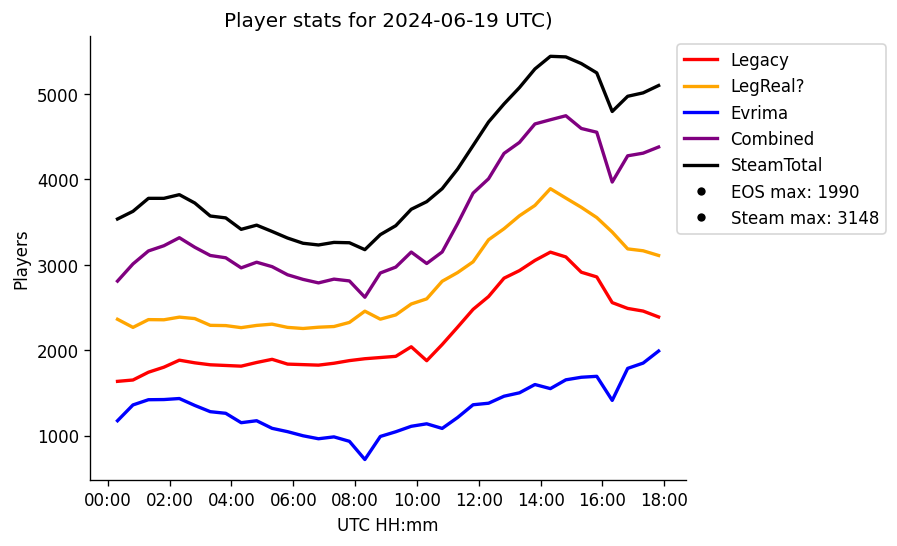 Player stats for 2024-06-19 UTC)
Players
5000
4000
3000
2000
1000
00:00 02:00 04:00 06:00 08:00 10:00 12:00 14:00 16:00 18:00
UTC HH:mm
Legacy
LegReal?
Evrima
Combined
SteamTotal
EOS max: 1990
Steam max: 3148